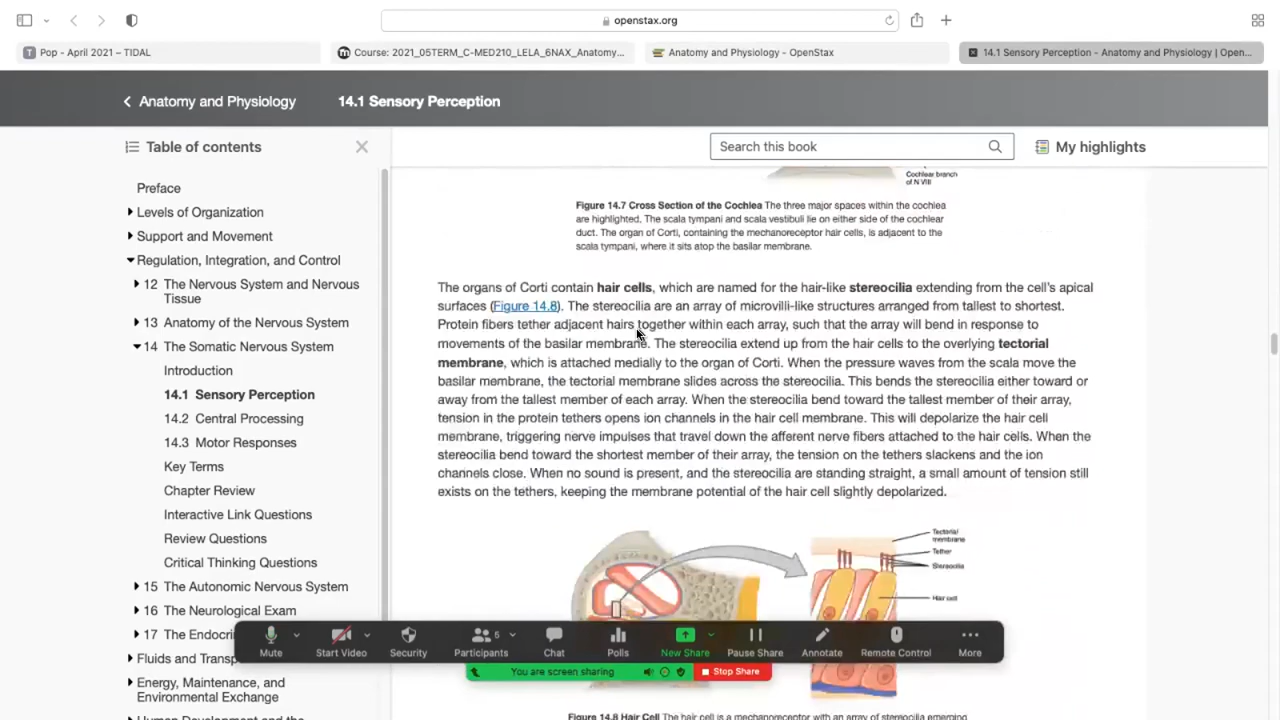 openstax.org
Pop - April 2021 – TIDAL
Course: 2021_05TERM_C-MED210_LELA_6NAX_Anatomy...
Anatomy and Physiology - OpenStax
14.1 Sensory Perception - Anatomy and Physiology | Open...
Anatomy and Physiology
14.1 Sensory Perception
Table of contents
Search this book
My highlights
Preface
Levels of Organization
Support and Movement
Regulation, Integration, and Control
12 The Nervous System and Nervous
Tissue
13 Anatomy of the Nervous System
14 The Somatic Nervous System
Introduction
14.1 Sensory Perception
14.2 Central Processing
14.3 Motor Responses
Key Terms
Chapter Review
Interactive Link Questions
Review Questions
Critical Thinking Questions
15 The Autonomic Nervous System
16 The Neurological Exam
17 The Endocri
Fluids and Transp
Energy, Maintenance, and
Environmental Exchange
Human Development and the
Cochlear branch
of N VIII
Figure 14.7 Cross Section of the Cochlea The three major spaces within the cochlea
are highlighted. The scala tympani and scala vestibuli lie on either side of the cochlear
duct. The organ of Corti, containing the mechanoreceptor hair cells, is adjacent to the
scala tympani, where it sits atop the basilar membrane.
The organs of Corti contain hair cells, which are named for the hair-like stereocilia extending from the cell's apical
surfaces (Figure 14.8). The stereocilia are an array of microvilli-like structures arranged from tallest to shortest.
Protein fibers tether adjacent hairs together within each array, such that the array will bend in response to
movements of the basilar membrane. The stereocilia extend up from the hair cells to the overlying tectorial
membrane, which is attached medially to the organ of Corti. When the pressure waves from the scala move the
basilar membrane, the tectorial membrane slides across the stereocilia. This bends the stereocilia either toward or
away from the tallest member of each array. When the stereocilia bend toward the tallest member of their array,
tension in the protein tethers opens ion channels in the hair cell membrane. This will depolarize the hair cell
membrane, triggering nerve impulses that travel down the afferent nerve fibers attached to the hair cells. When the
stereocilia bend toward the shortest member of their array, the tension on the tethers slackens and the ion
channels close. When no sound is present, and the stereocilia are standing straight, a small amount of tension still
exists on the tethers, keeping the membrane potential of the hair cell slightly depolarized.
Tectorial
membrane
Tether
Stereocilia
Hair cell
Mute
Start Video
Security
6
Participants
Chat
Polls
New Share
Pause Share
Annotate
Remote Control
More
You are screen sharing
Stop Share
Figure 14.8 Hair Cell The hair cell is a mechanoreceptor with an array of stereocilia emerging